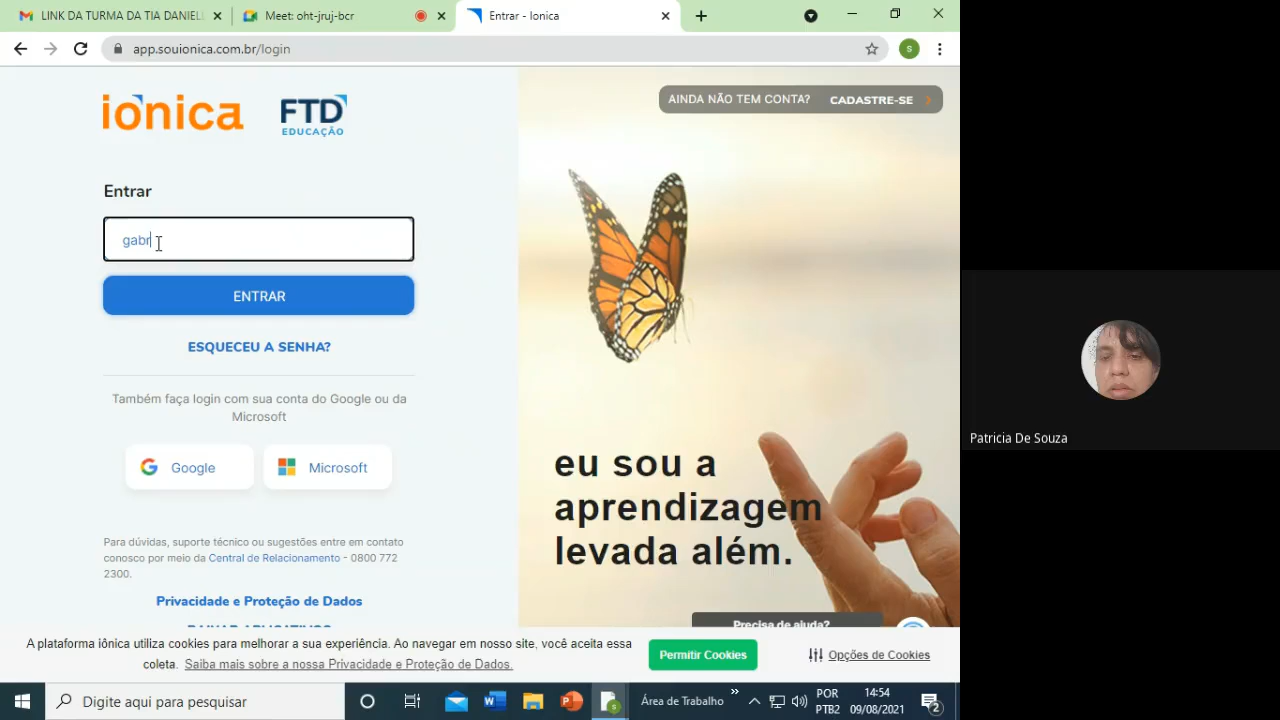 LINK DA TURMA DA TIA DANIEL
Meet: oht-jruj-bcr
Entrar - Ionica
app.souionica.com.br/login
S
iônica
FTD
EDUCAÇÃO
AINDA NÃO TEM CONTA? CADASTRE-SE
Entrar
gabr
ENTRAR
ESQUECEU A SENHA?
Também faça login com sua conta do Google ou da
Microsoft
Google
Microsoft
eu sou a
aprendizagem
levada além.
Para dúvidas, suporte técnico ou sugestões entre em contato
conosco por meio da Central de Relacionamento - 0800 772
2300.
Privacidade e Proteção de Dados
BAIXAR APLICATIVOS
Precisa de ajuda?
A plataforma iônica utiliza cookies para melhorar a sua experiência. Ao navegar em nosso site, você aceita essa
coleta. Saiba mais sobre a nossa Privacidade e Proteção de Dados.
Permitir Cookies
Opções de Cookies
Digite aqui para pesquisar
Área de Trabalho
POR
PTB2
14:54
09/08/2021
2
Patricia De Souza